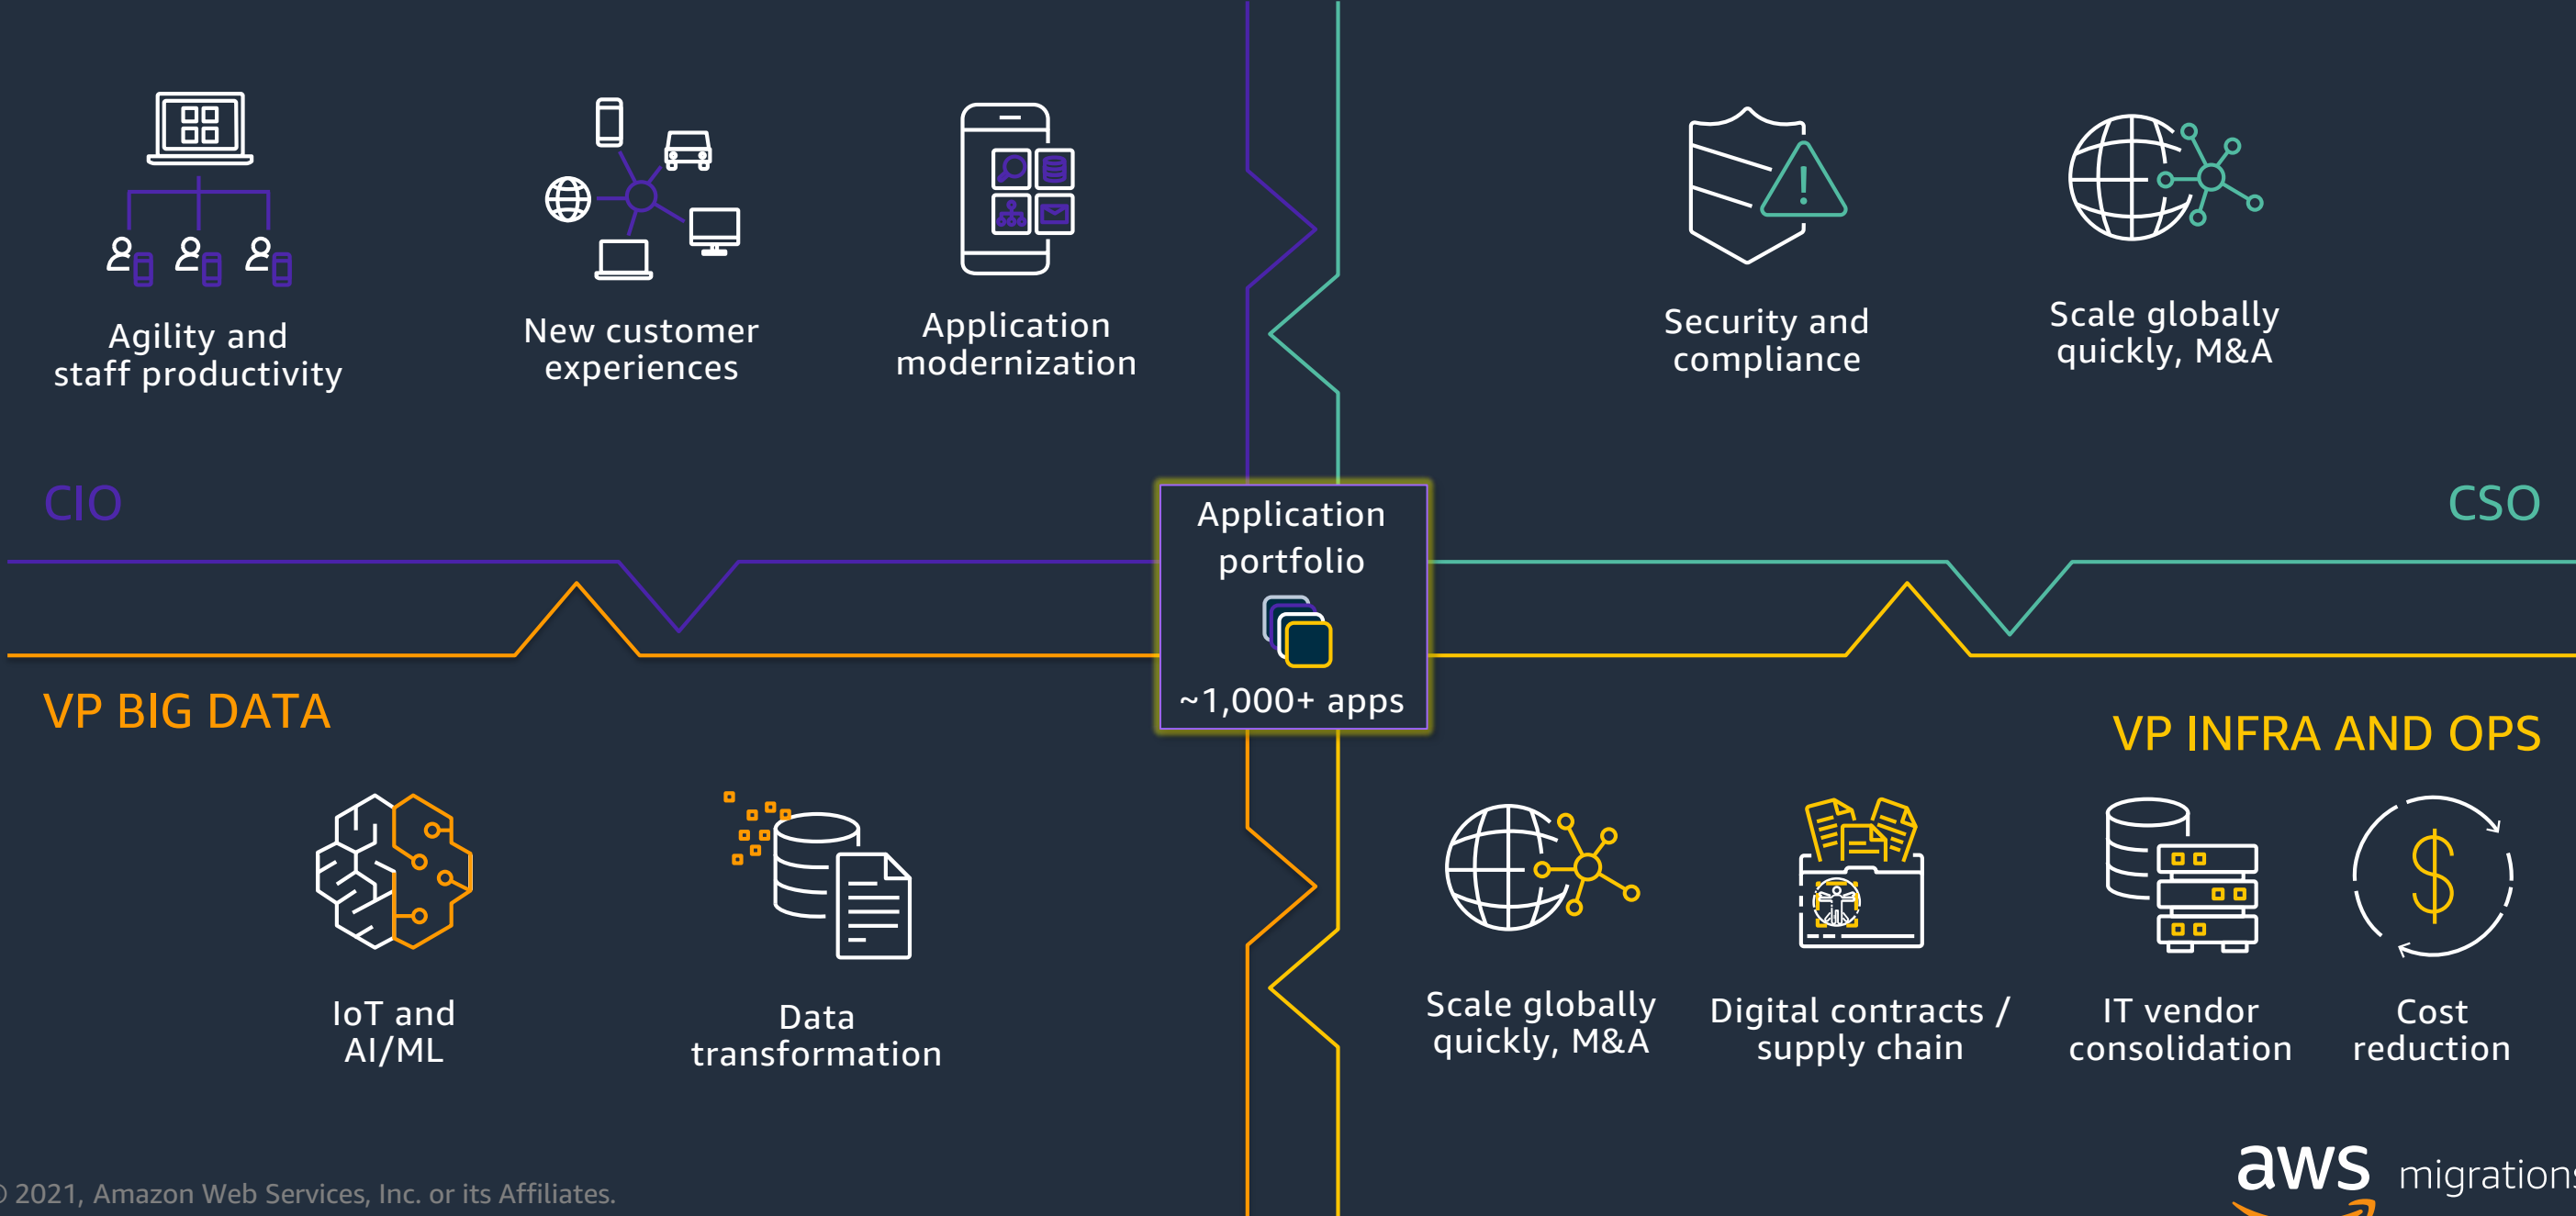 Agility and
staff productivity
New customer
experiences
Application
modernization
Security and
compliance
Scale globally
quickly, M&A
CIO
CSO
Application
portfolio
~1,000+ apps
VP BIG DATA
VP INFRA AND OPS
IoT and
AI/ML
Data
transformation
Scale globally
quickly, M&A
Digital contracts /
supply chain
IT vendor
consolidation
Cost
reduction
© 2021, Amazon Web Services, Inc. or its Affiliates.
aws migrations